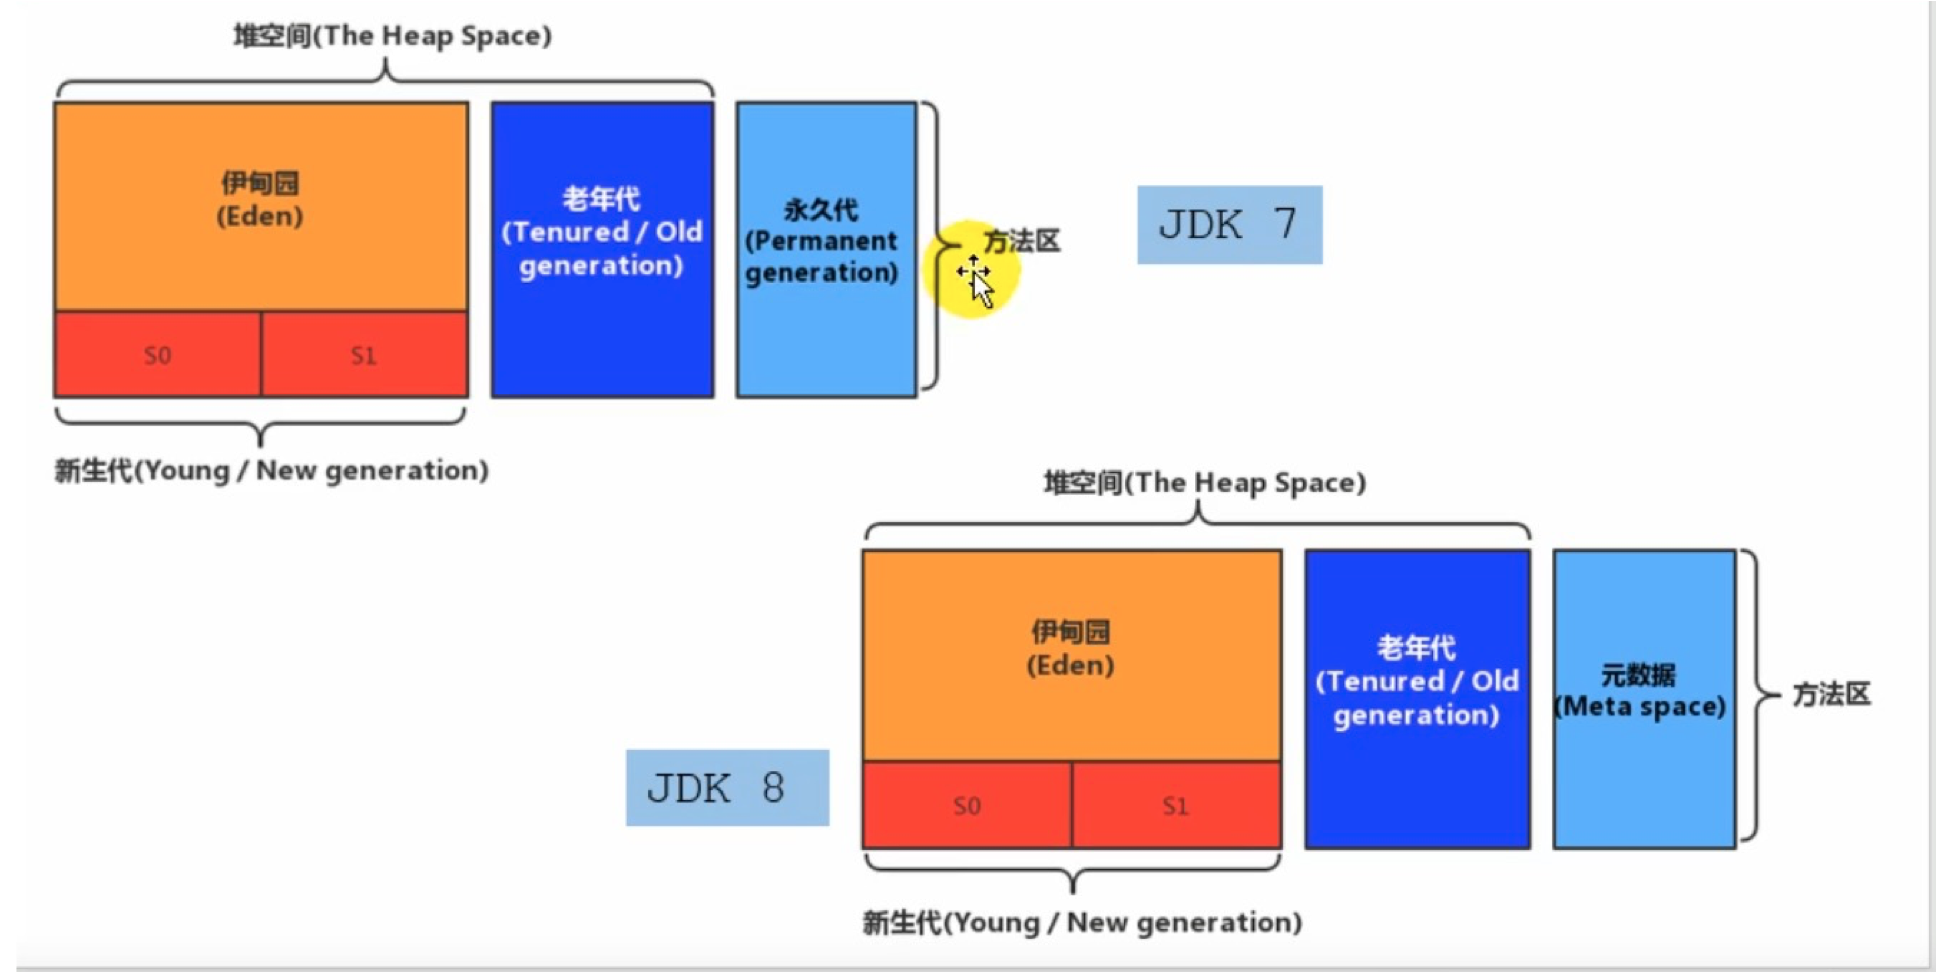 堆空间(The Heap Space)
伊甸园
(Eden)
老年代
(Tenured / Old
generation)
永久代
(Permanent
generation)
方法区
JDK 7
S0
S1
新生代(Young / New generation)
堆空间(The Heap Space)
伊甸园
(Eden)
老年代
(Tenured / Old
generation)
元数据
(Meta space)
方法区
JDK 8
S0
S1
新生代(Young / New generation)